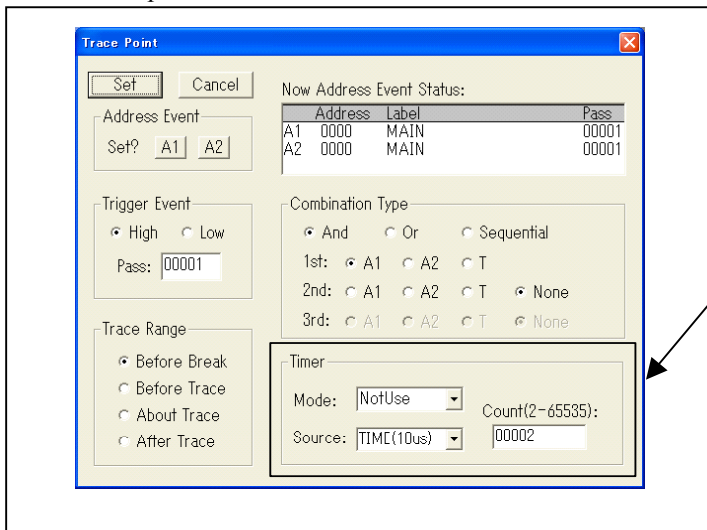 Trace Point
Set Cancel
Address Event
Set? A1 A2
Now Address Event Status:
Address Label Pass
A1 0000 MAIN 00001
A2 0000 MAIN 00001
Trigger Event
High Low
Pass: 00001
Combination Type
And Or Sequential
1st: A1 A2 T
2nd: A1 A2 T None
3rd: A1 A2 T None
Trace Range
Before Break
Before Trace
About Trace
After Trace
Timer
Mode: NotUse
Count(2-65535):
Source: TIME(10us) 00002